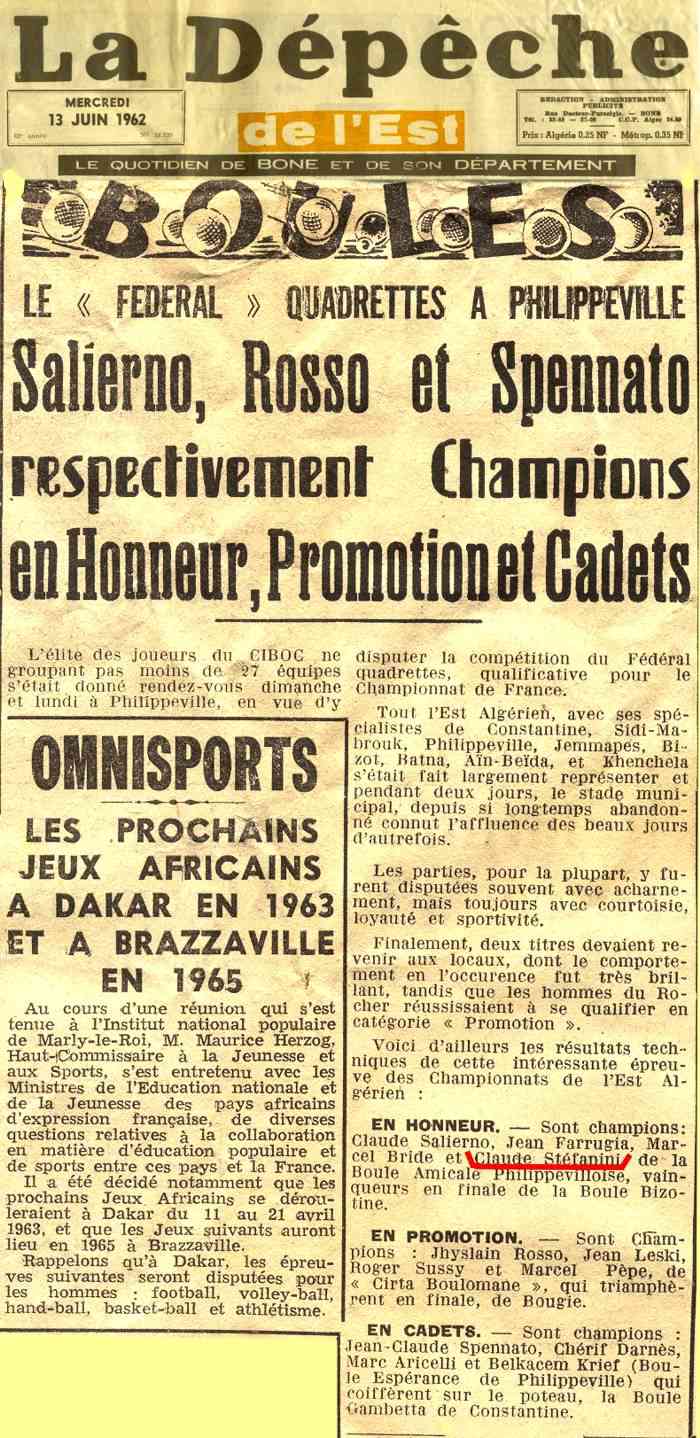 La Dépêche
de l'Est
MERCREDI
13 JUIN 1962
RÉDACTION - ADMINISTRATION
PUBLICITÉ
Prix : Algérie 0.25 NF - Métrop. 0.35 NF
LE QUOTIDIEN DE BONE ET DE SON DÉPARTEMENT
BOULES
LE « FEDERAL » QUADRETTES A PHILIPPEVILLE
Salierno, Rosso et Spennato
respectivement Champions
en Honneur, Promotion et Cadets
L'élite des joueurs du CIBOC ne
groupant pas moins de 27 équipes
s'était donné rendez-vous dimanche
et lundi à Philippeville, en vue d'y
disputer la compétition du Fédéral
quadrettes, qualificative pour le
Championnat de France.
Tout l'Est Algérien, avec ses spé-
cialistes de Constantine, Sidi-Ma-
brouk, Philippeville, Jemmapes, Bi-
zot, Batna, Aïn-Beïda, et Khenchela
s'était fait largement représenter et
pendant deux jours, le stade muni-
cipal, depuis si longtemps abandon-
né connut l'affluence des beaux jours
d'autrefois.
Les parties, pour la plupart, y fu-
rent disputées souvent avec acharne-
ment, mais toujours avec courtoisie,
loyauté et sportivité.
Finalement, deux titres devaient re-
venir aux locaux, dont le comporte-
ment en l'occurence fut très bril-
lant, tandis que les hommes du Ro-
cher réussissaient à se qualifier en
catégorie « Promotion ».
Voici d'ailleurs les résultats tech-
niques de cette intéressante épreu-
ve des Championnats de l'Est Al-
gérien :
EN HONNEUR. — Sont champions:
Claude Salierno, Jean Farrugia, Mar-
cel Bride et Claude Stéfanini, de la
Boule Amicale Philippevilloise, vain-
queurs en finale de la Boule Bizo-
tine.
EN PROMOTION. — Sont Cham-
pions : Jhyslain Rosso, Jean Leski,
Roger Sussy et Marcel Pêpe, de
« Cirta Boulomane », qui triamphè-
rent en finale, de Bougie.
EN CADETS. — Sont champions :
Jean-Claude Spennato, Chérif Darnès,
Marc Aricelli et Belkacem Krief (Bou-
le Espérance de Philippeville) qui
coiffèrent sur le poteau, la Boule
Gambetta de Constantine.
OMNISPORTS
LES PROCHAINS
JEUX AFRICAINS
A DAKAR EN 1963
ET A BRAZZAVILLE
EN 1965
Au cours d'une réunion qui s'est
tenue à l'Institut national populaire
de Marly-le-Roi, M. Maurice Herzog,
Haut-Commissaire à la Jeunesse et
aux Sports, s'est entretenu avec les
Ministres de l'Education nationale et
de la Jeunesse des pays africains
d'expression française, de diverses
questions relatives à la collaboration
en matière d'éducation populaire et
de sports entre ces pays et la France.
Il a été décidé notamment que les
prochains Jeux Africains se dérou-
leraient à Dakar du 11 au 21 avril
1963, et que les Jeux suivants auront
lieu en 1965 à Brazzaville.
Rappelons qu'à Dakar, les épreu-
ves suivantes seront disputées pour
les hommes : football, volley-ball,
hand-ball, basket-ball et athlétisme.